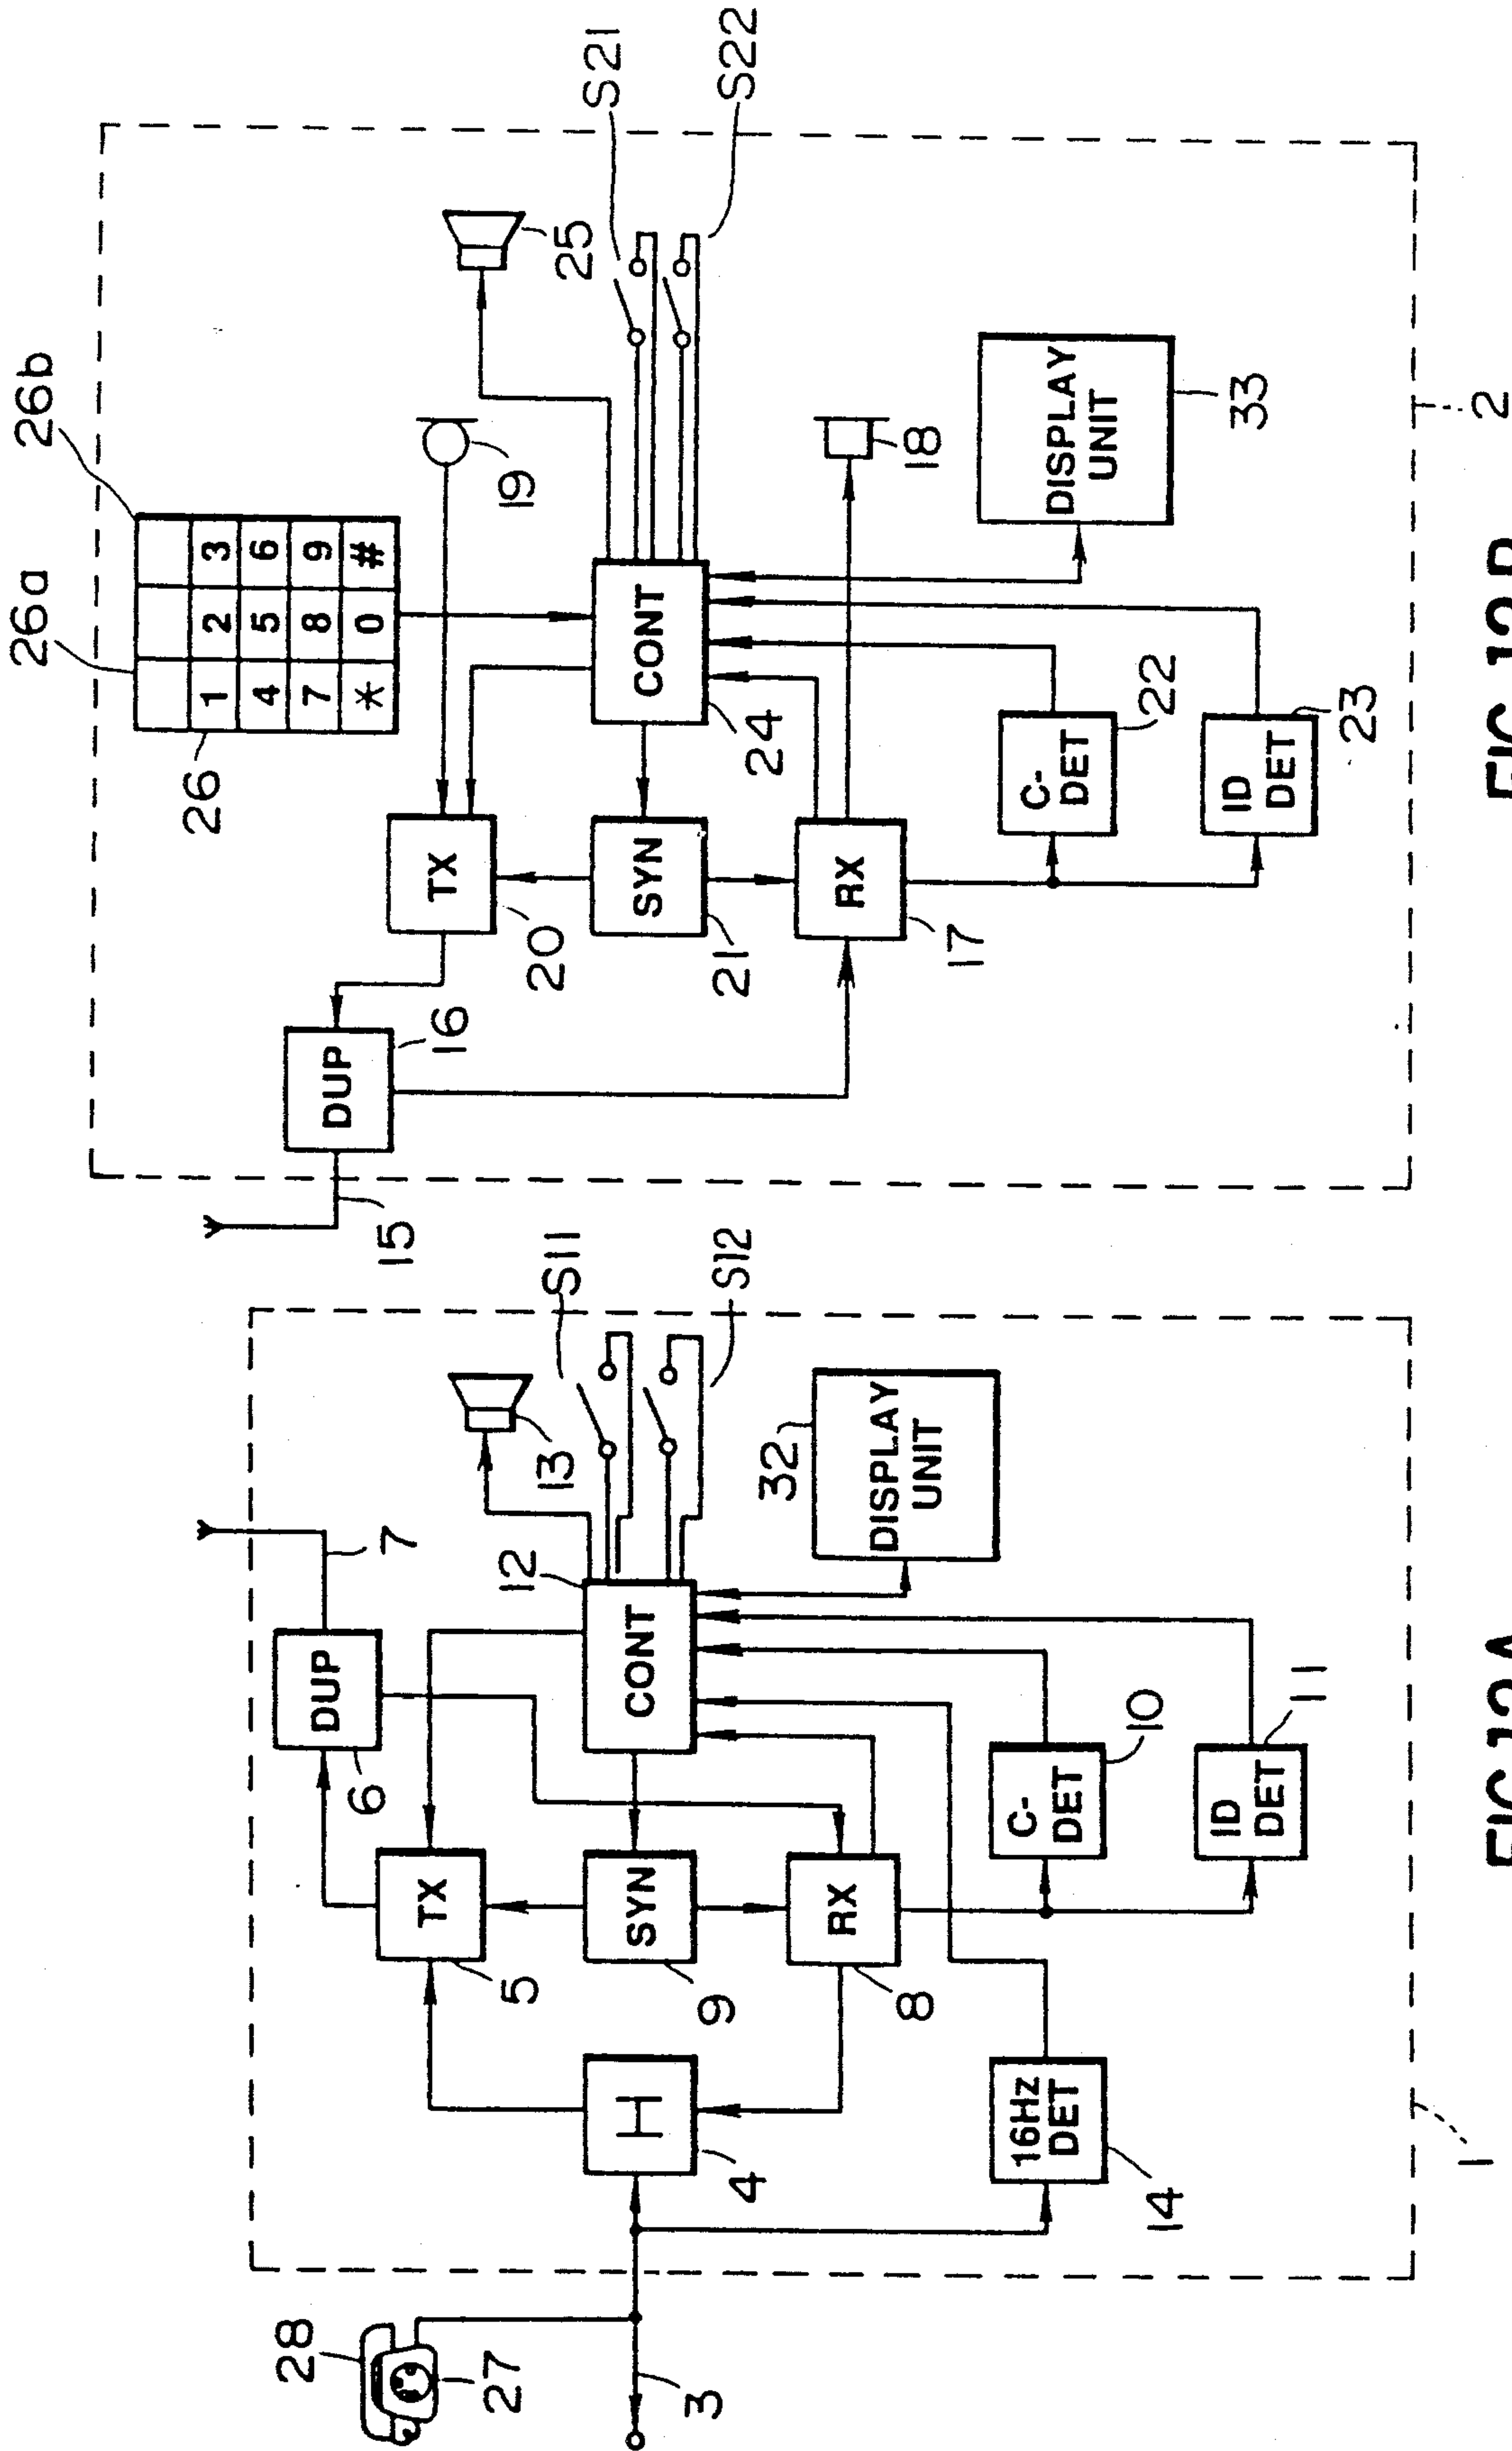 28
27
3
1
4
14
16Hz
DET
5
TX
9
SYN
8
RX
6
DUP
7
12
CONT
13
S11
S12
32
DISPLAY
UNIT
10
C-
DET
11
ID
DET
15
DUP
16
TX
20
SYN
21
RX
17
CONT
24
C-
DET
22
ID
DET
23
26
26a
26b
1 2 3
4 5 6
7 8 9
* 0 #
19
25
S21
S22
18
DISPLAY
UNIT
33
2